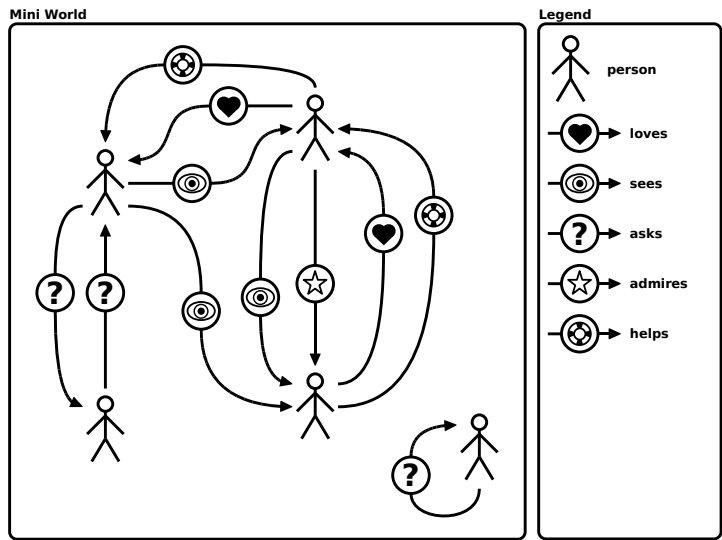 Mini World
Legend
person
loves
sees
asks
admires
helps
?
?
?
?